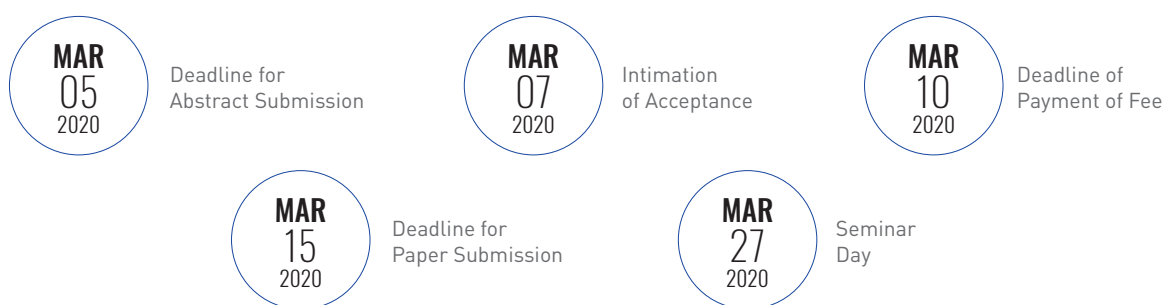 MAR
05
2020
Deadline for
Abstract Submission
MAR
07
2020
Intimation
of Acceptance
MAR
10
2020
Deadline of
Payment of Fee
MAR
15
2020
Deadline for
Paper Submission
MAR
27
2020
Seminar
Day